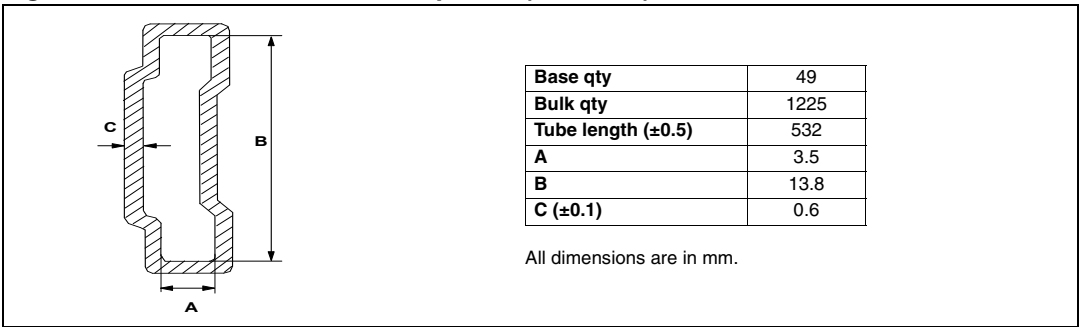 C
B
A
Base qty 49
Bulk qty 1225
Tube length (±0.5) 532
A 3.5
B 13.8
C (±0.1) 0.6
All dimensions are in mm.